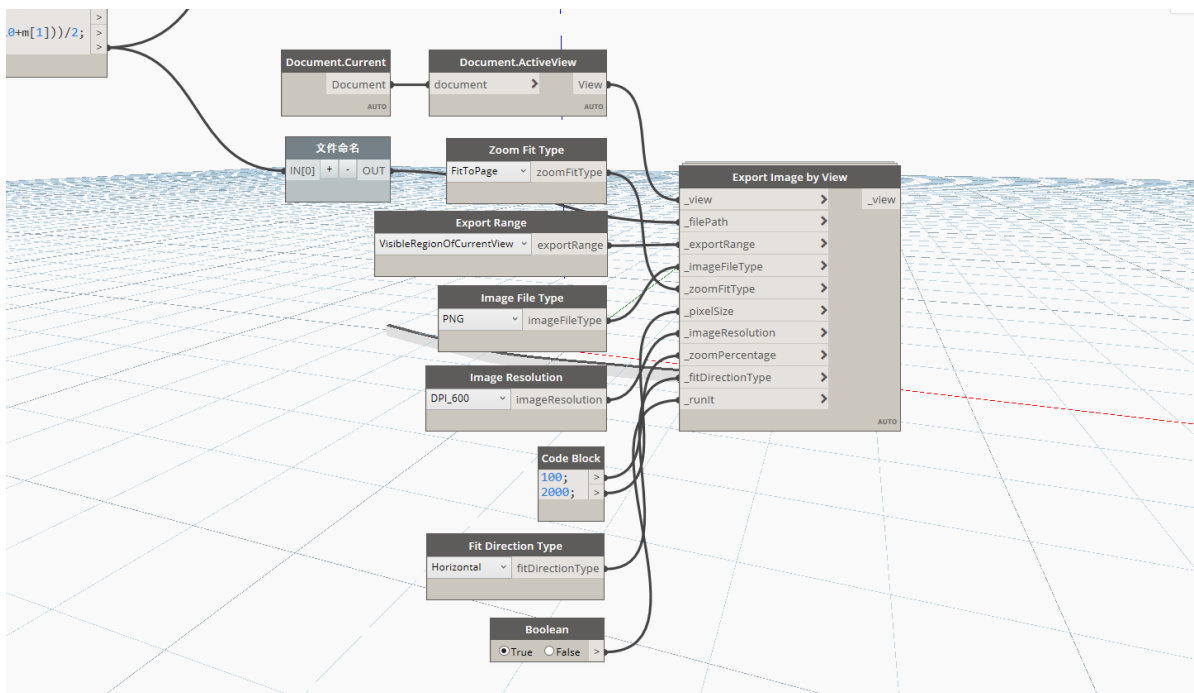 >
0+m[1]))/2; >
>
Document.Current
Document
AUTO
Document.ActiveView
document > View
AUTO
文件命名
IN[0] + - OUT
Zoom Fit Type
FitToPage zoomFitType
Export Range
VisibleRegionOfCurrentView exportRange
Image File Type
PNG imageFileType
Image Resolution
DPI_600 imageResolution
Code Block
100; >
2000; >
Fit Direction Type
Horizontal fitDirectionType
Boolean
True False >
Export Image by View
_view > _view
_filePath >
_exportRange >
_imageFileType >
_zoomFitType >
_pixelSize >
_imageResolution >
_zoomPercentage >
_fitDirectionType >
_runIt >
AUTO